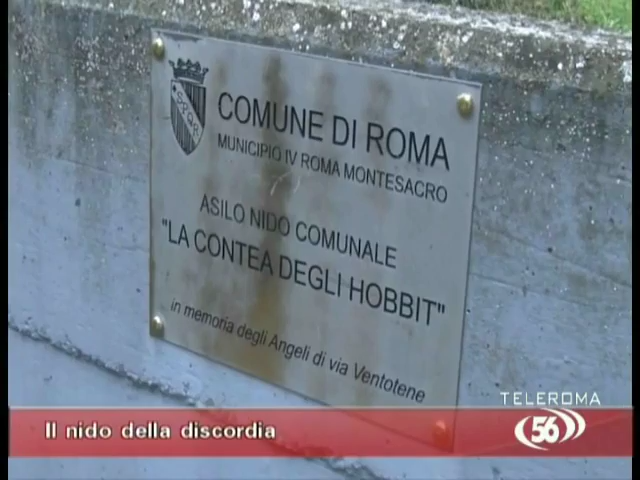 COMUNE DI ROMA
MUNICIPIO IV ROMA MONTESACRO
ASILO NIDO COMUNALE
"LA CONTEA DEGLI HOBBIT"
in memoria degli Angeli di via Ventotene
TELEROMA
56
Il nido della discordia